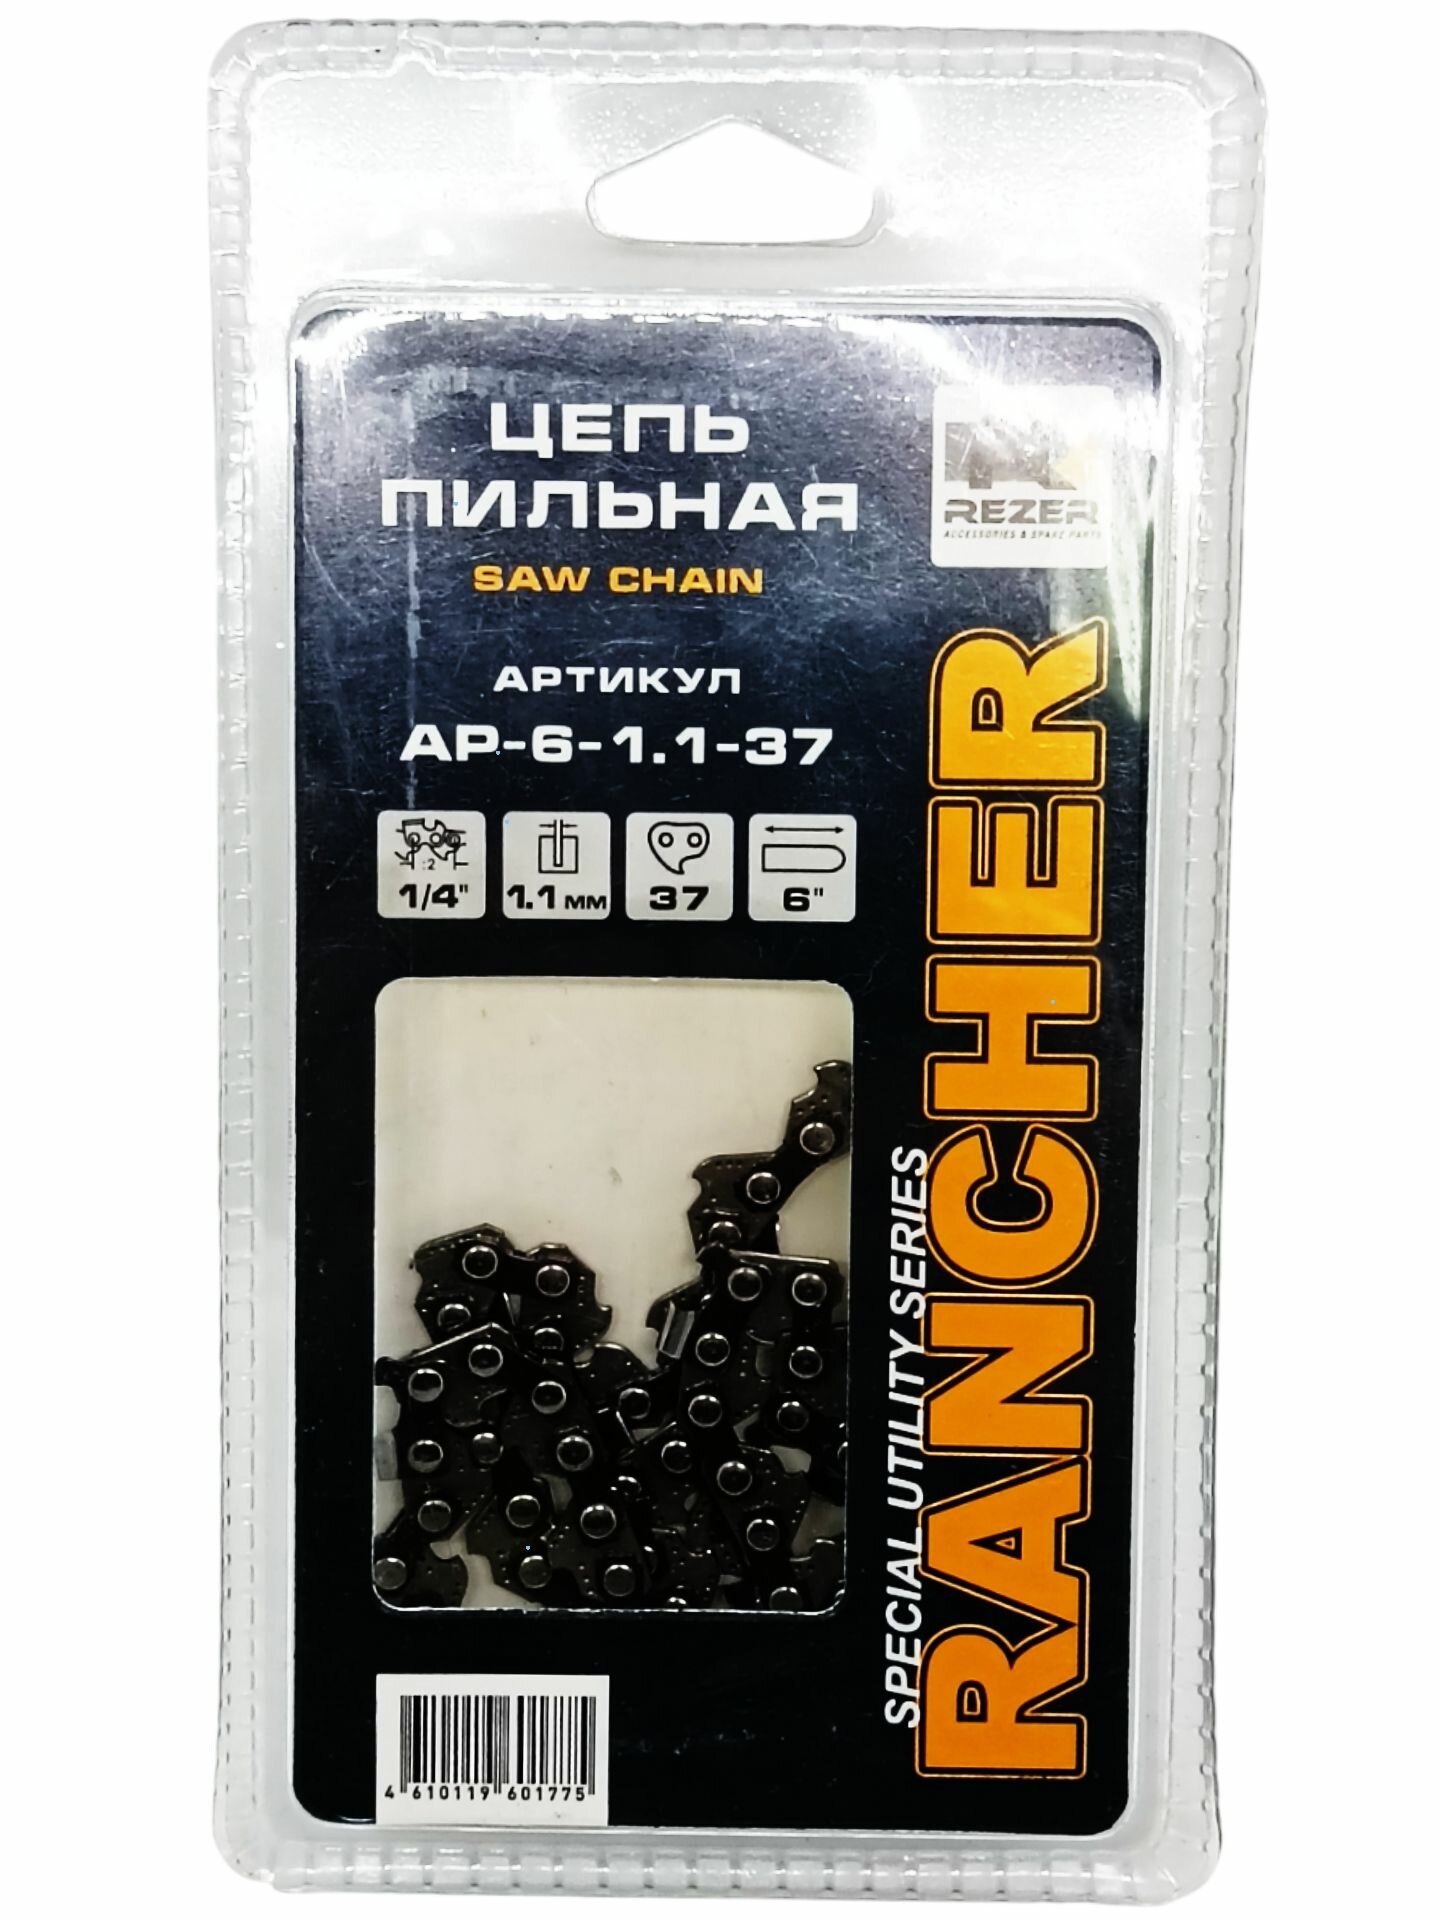 ЦЕПЬ
ПИЛЬНАЯ
SAW CHAIN
REZER
ACCESSORIES & SPARE PARTS
АРТИКУЛ
AP-6-1.1-37
:2
1/4"
1.1 мм
37
6"
SPECIAL UTILITY SERIES
RANCHER
4 610119 601775